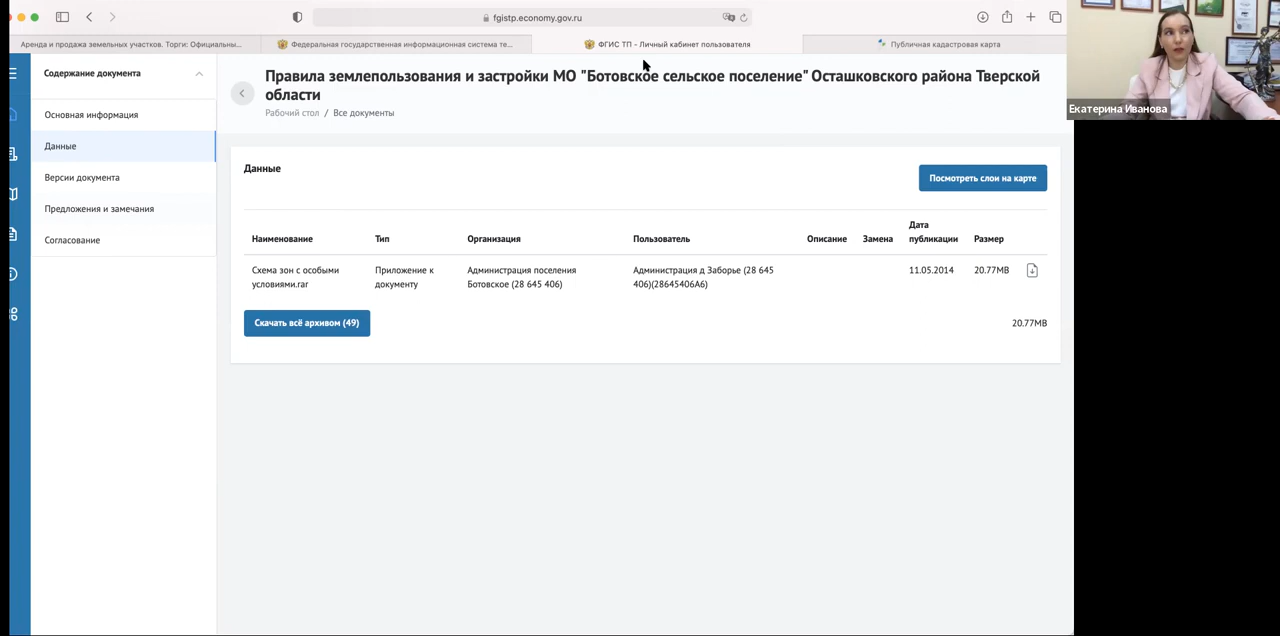 fgistp.economy.gov.ru
Аренда и продажа земельных участков. Торги: Официальны...
Федеральная государственная информационная система те...
ФГИС ТП - Личный кабинет пользователя
Публичная кадастровая карта
Екатерина Иванова
Содержание документа
Основная информация
Данные
Версии документа
Предложения и замечания
Согласование
Правила землепользования и застройки МО "Ботовское сельское поселение" Осташковского района Тверской
области
Рабочий стол / Все документы
Данные
Посмотреть слои на карте
Наименование Тип Организация Пользователь Описание Замена Дата публикации Размер
Схема зон с особыми Приложение к Администрация поселения Администрация д Заборье (28 645 11.05.2014 20.77MB
условиями.rar документу Ботовское (28 645 406) 406)(28645406A6)
Скачать всё архивом (49) 20.77MB